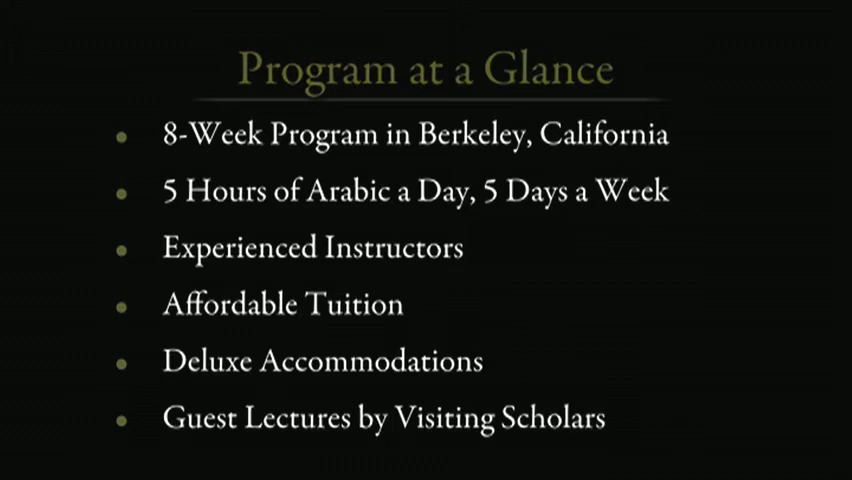 Program at a Glance
• 8-Week Program in Berkeley, California
• 5 Hours of Arabic a Day, 5 Days a Week
• Experienced Instructors
• Affordable Tuition
• Deluxe Accommodations
• Guest Lectures by Visiting Scholars